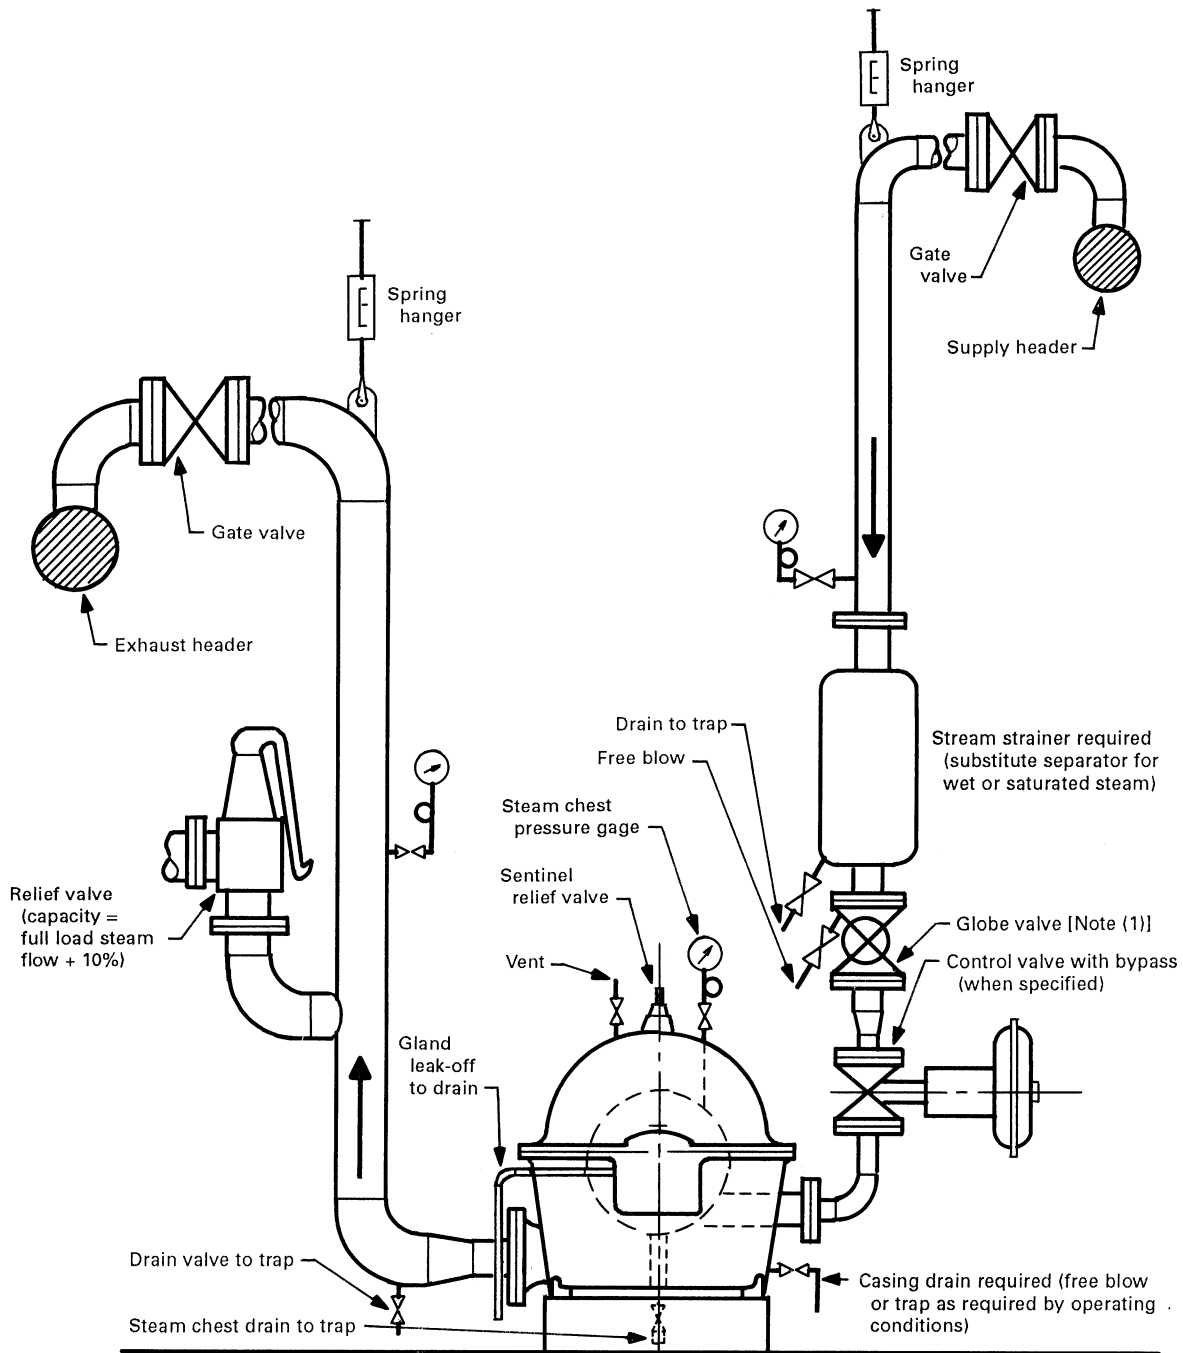 Spring
hanger
Gate
valve
Supply header
Spring
hanger
Gate valve
Exhaust header
Drain to trap
Free blow
Stream strainer required
(substitute separator for
wet or saturated steam)
Steam chest
pressure gage
Sentinel
relief valve
Relief valve
(capacity =
full load steam
flow + 10%)
Globe valve [Note (1)]
Vent
Control valve with bypass
(when specified)
Gland
leak-off
to drain
Drain valve to trap
Casing drain required (free blow
or trap as required by operating
conditions)
Steam chest drain to trap